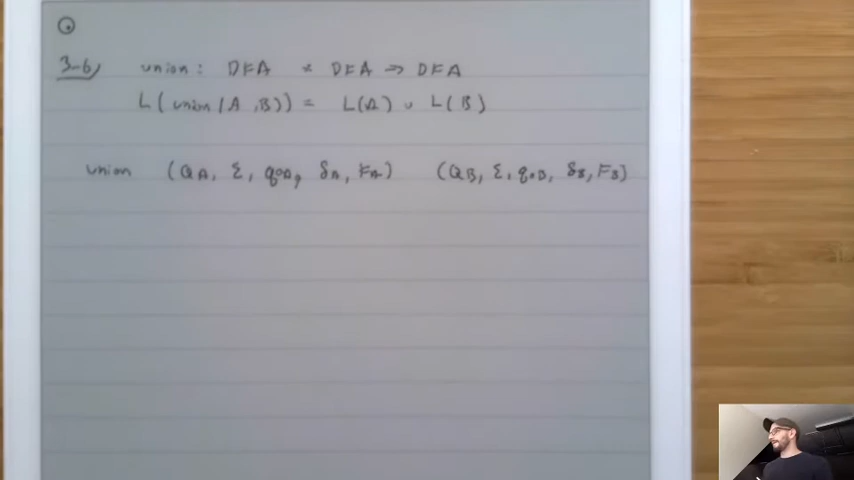 3-6/ union: DFA * DFA → DFA
L(union(A,B)) = L(A) ∪ L(B)
union (QA, Σ, q0A, δA, FA) (QB, Σ, q0B, δB, FB)